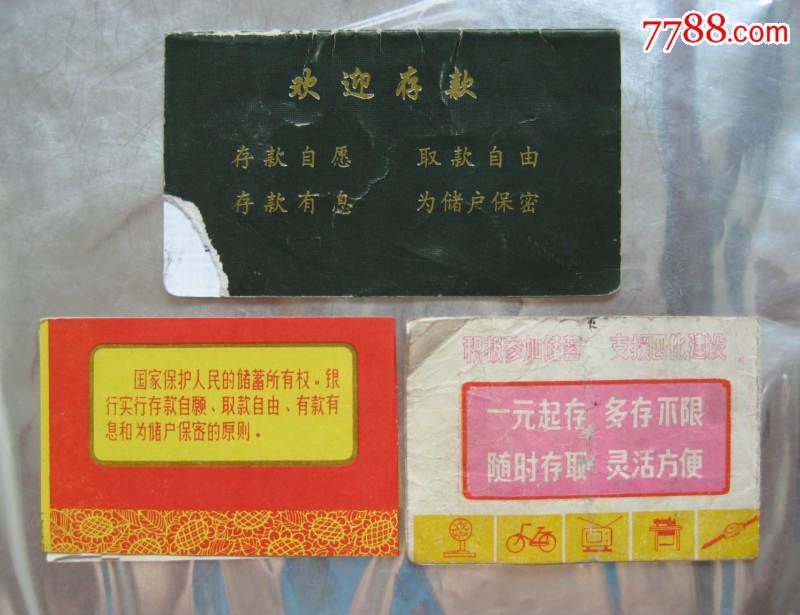 7788.com
欢迎存款
存款自愿 取款自由
存款有息 为储户保密
国家保护人民的储蓄所有权。银
行实行存款自願、取款自由、有款有
息和为储户保密的原则。
积极参加储蓄 支援四化建设
一元起存 多存不限
随时存取 灵活方便